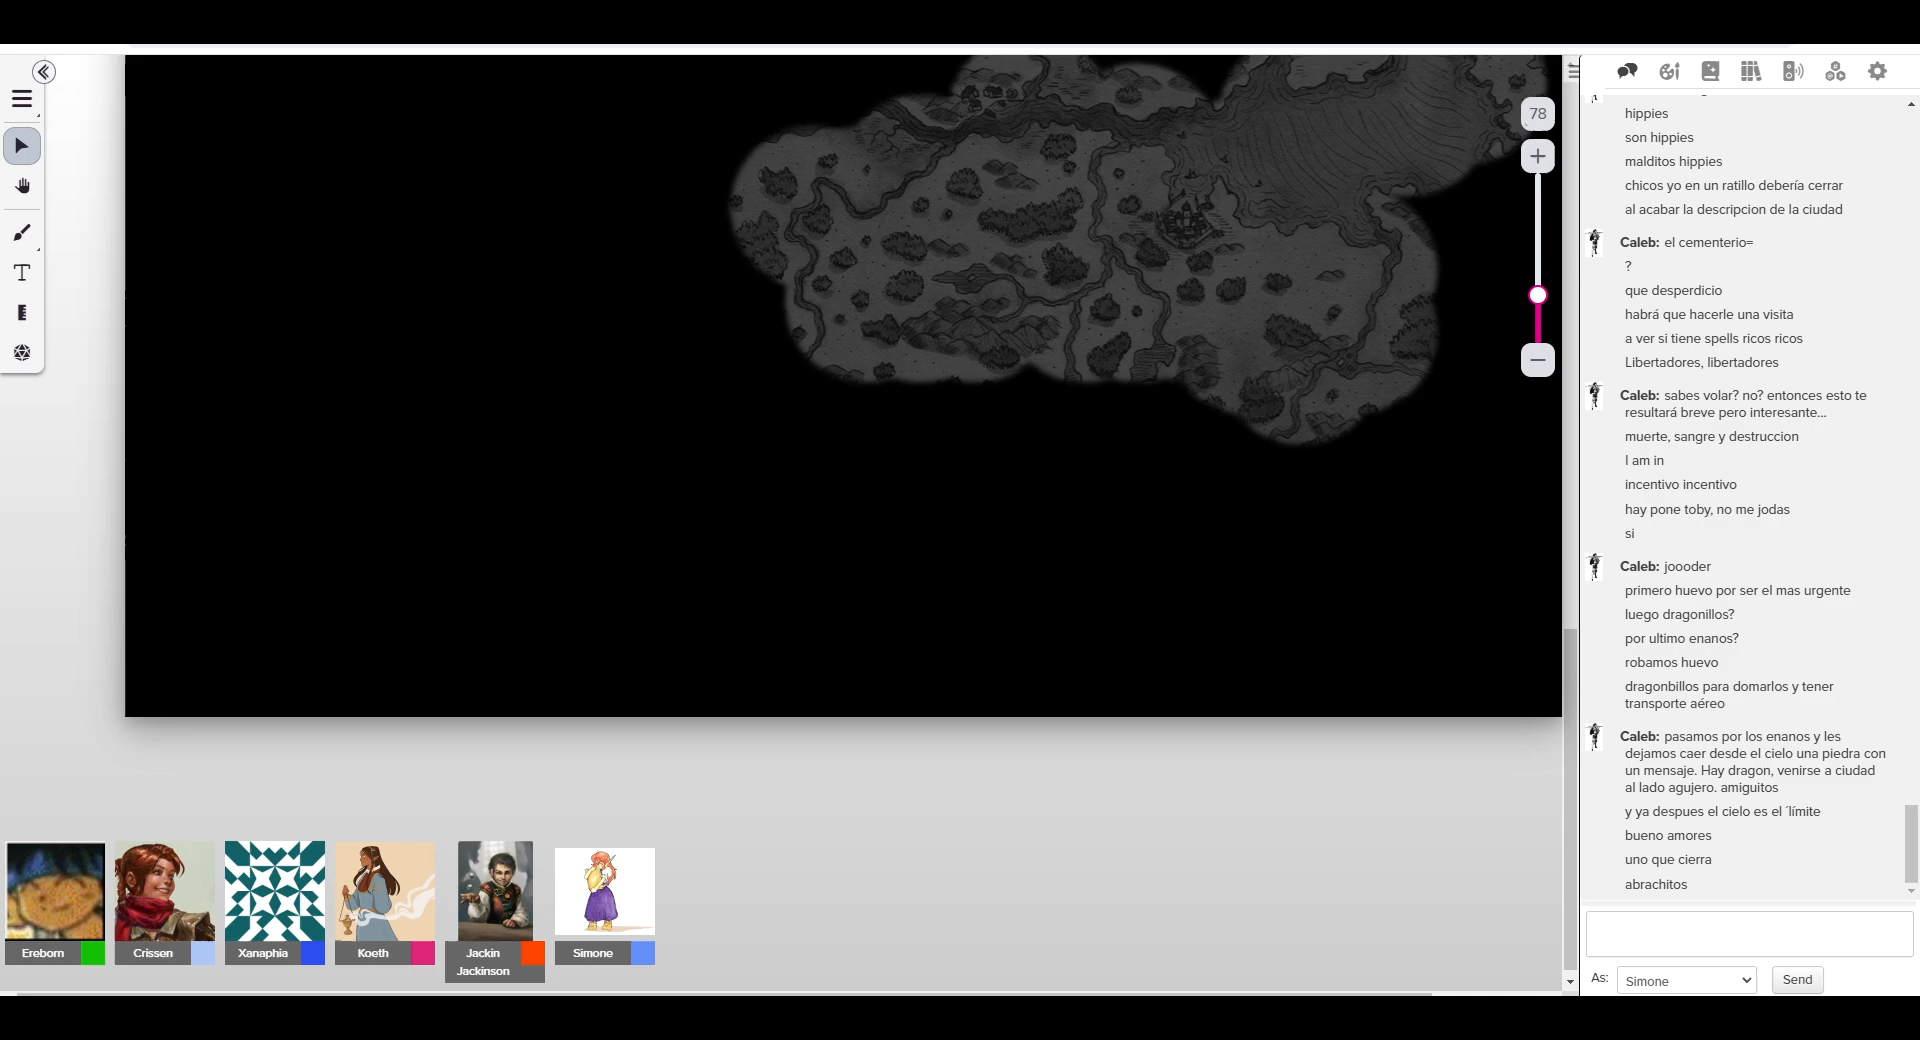 78
hippies
son hippies
malditos hippies
chicos yo en un ratillo debería cerrar
al acabar la descripcion de la ciudad
Caleb: el cementerio=
?
que desperdicio
habrá que hacerle una visita
a ver si tiene spells ricos ricos
Libertadores, libertadores
Caleb: sabes volar? no? entonces esto te
resultará breve pero interesante...
muerte, sangre y destruccion
I am in
incentivo incentivo
hay pone toby, no me jodas
si
Caleb: joooder
primero huevo por ser el mas urgente
luego dragonillos?
por ultimo enanos?
robamos huevo
dragonbillos para domarlos y tener
transporte aéreo
Caleb: pasamos por los enanos y les
dejamos caer desde el cielo una piedra con
un mensaje. Hay dragon, venirse a ciudad
al lado agujero. amiguitos
y ya despues el cielo es el ´límite
bueno amores
uno que cierra
abrachitos
Ereborn
Crissen
Xanaphia
Koeth
Jackin
Jackinson
Simone
As:
Simone
Send